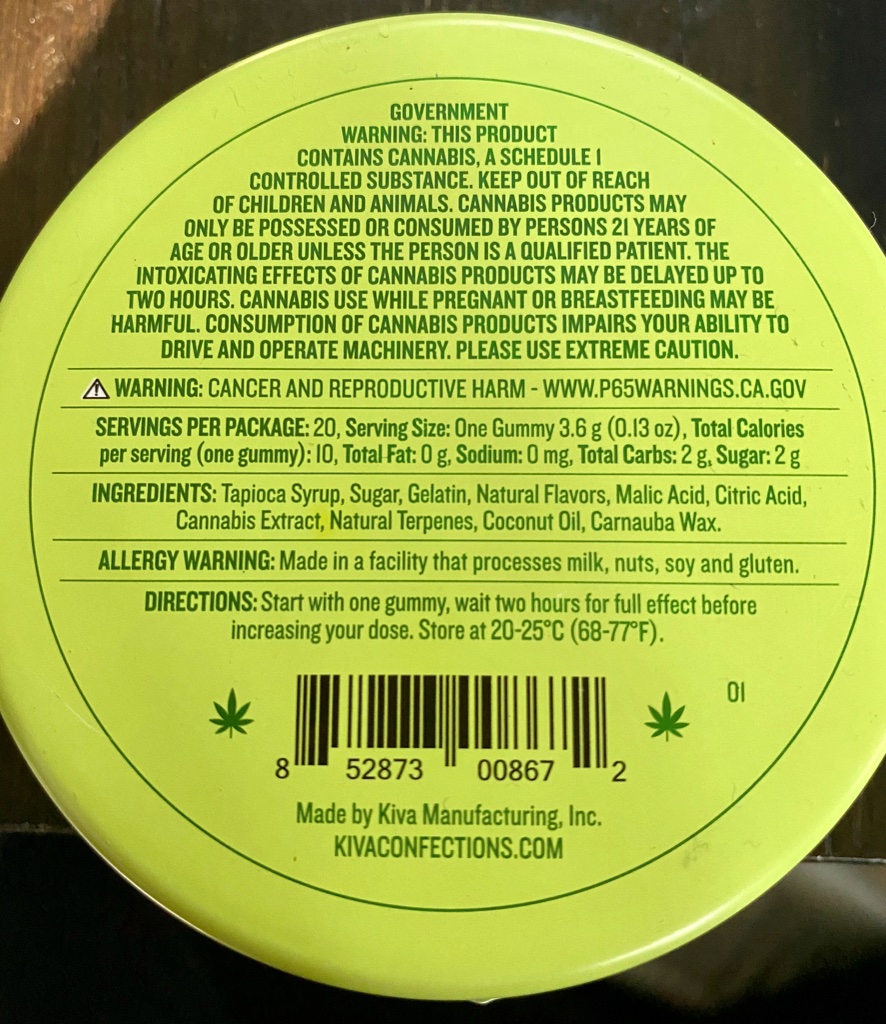 GOVERNMENT
WARNING: THIS PRODUCT
CONTAINS CANNABIS, A SCHEDULE I
CONTROLLED SUBSTANCE. KEEP OUT OF REACH
OF CHILDREN AND ANIMALS. CANNABIS PRODUCTS MAY
ONLY BE POSSESSED OR CONSUMED BY PERSONS 21 YEARS OF
AGE OR OLDER UNLESS THE PERSON IS A QUALIFIED PATIENT. THE
INTOXICATING EFFECTS OF CANNABIS PRODUCTS MAY BE DELAYED UP TO
TWO HOURS. CANNABIS USE WHILE PREGNANT OR BREASTFEEDING MAY BE
HARMFUL. CONSUMPTION OF CANNABIS PRODUCTS IMPAIRS YOUR ABILITY TO
DRIVE AND OPERATE MACHINERY. PLEASE USE EXTREME CAUTION.
WARNING: CANCER AND REPRODUCTIVE HARM - WWW.P65WARNINGS.CA.GOV
SERVINGS PER PACKAGE: 20, Serving Size: One Gummy 3.6 g (0.13 oz), Total Calories
per serving (one gummy): 10, Total Fat: 0 g, Sodium: 0 mg, Total Carbs: 2 g, Sugar: 2 g
INGREDIENTS: Tapioca Syrup, Sugar, Gelatin, Natural Flavors, Malic Acid, Citric Acid,
Cannabis Extract, Natural Terpenes, Coconut Oil, Carnauba Wax.
ALLERGY WARNING: Made in a facility that processes milk, nuts, soy and gluten.
DIRECTIONS: Start with one gummy, wait two hours for full effect before
increasing your dose. Store at 20-25°C (68-77°F).
01
8 52873 00867 2
Made by Kiva Manufacturing, Inc.
KIVACONFECTIONS.COM